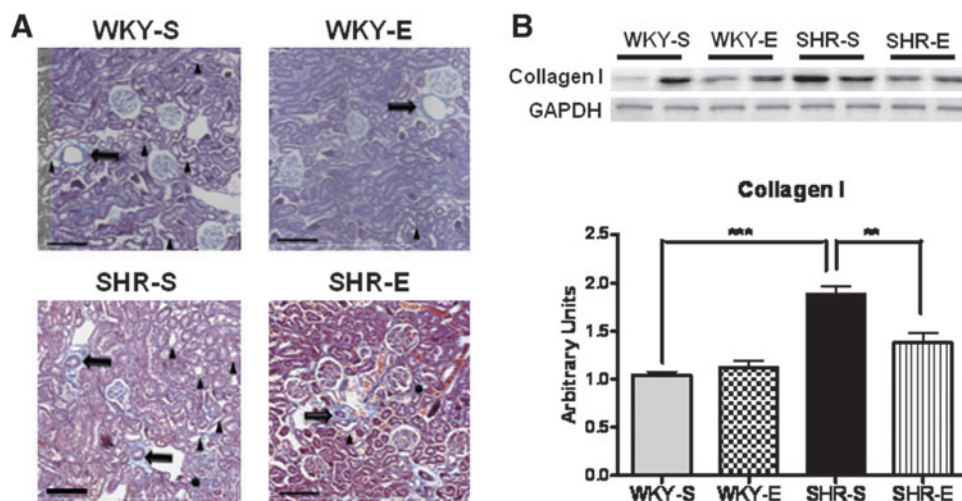 A
WKY-S WKY-E
SHR-S SHR-E
B
WKY-S WKY-E SHR-S SHR-E
Collagen I
GAPDH
Collagen I
*** **
2.5
2.0
1.5
1.0
0.5
0.0
Arbitrary Units
WKY-S WKY-E SHR-S SHR-E